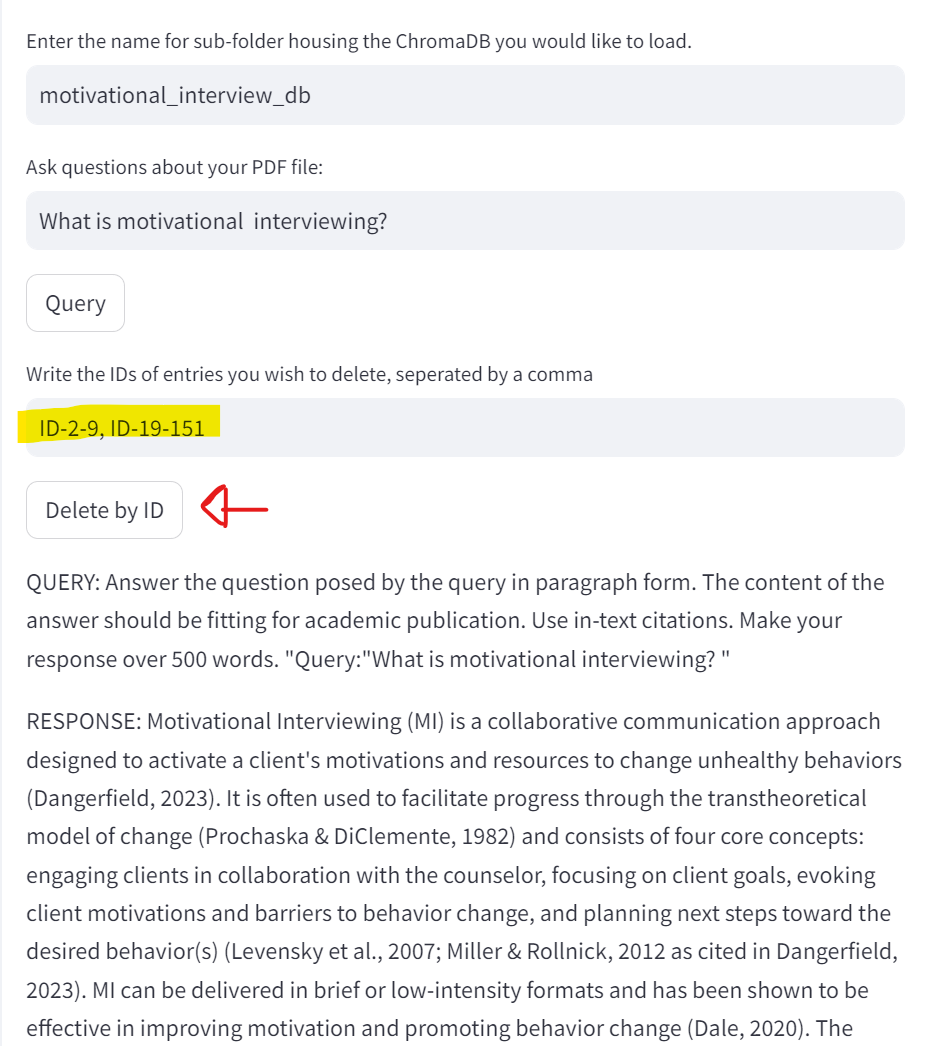 Enter the name for sub-folder housing the ChromaDB you would like to load.
motivational_interview_db
Ask questions about your PDF file:
What is motivational  interviewing?
Query
Write the IDs of entries you wish to delete, seperated by a comma
ID-2-9, ID-19-151
Delete by ID
QUERY: Answer the question posed by the query in paragraph form. The content of the
answer should be fitting for academic publication. Use in-text citations. Make your
response over 500 words. "Query:"What is motivational interviewing? "
RESPONSE: Motivational Interviewing (MI) is a collaborative communication approach
designed to activate a client's motivations and resources to change unhealthy behaviors
(Dangerfield, 2023). It is often used to facilitate progress through the transtheoretical
model of change (Prochaska & DiClemente, 1982) and consists of four core concepts:
engaging clients in collaboration with the counselor, focusing on client goals, evoking
client motivations and barriers to behavior change, and planning next steps toward the
desired behavior(s) (Levensky et al., 2007; Miller & Rollnick, 2012 as cited in Dangerfield,
2023). MI can be delivered in brief or low-intensity formats and has been shown to be
effective in improving motivation and promoting behavior change (Dale, 2020). The